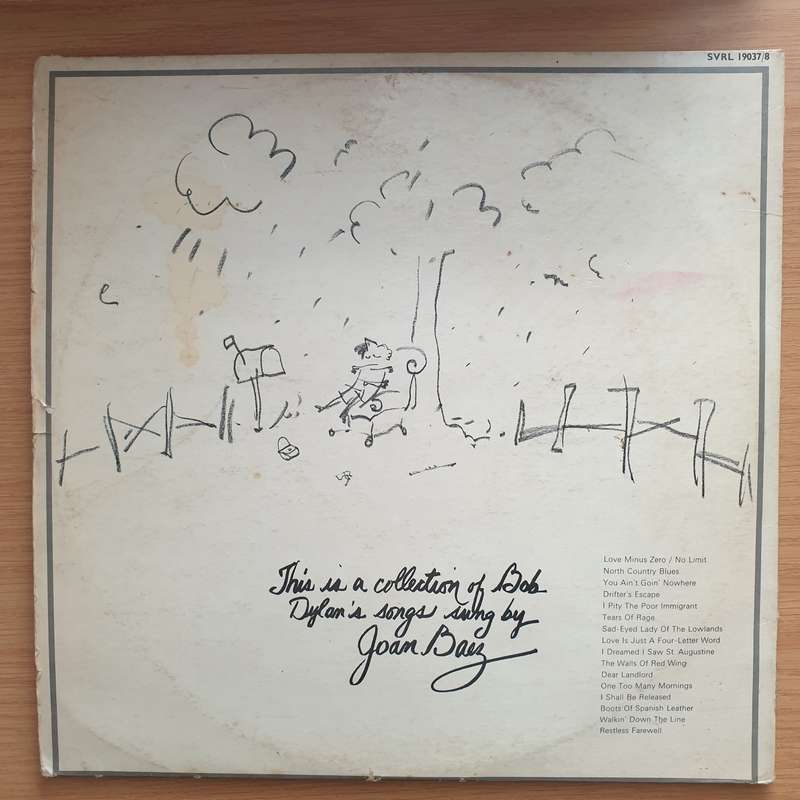 SVRL 19037/8
This is a collection of Bob
Dylan's songs sung by
Joan Baez
Love Minus Zero / No Limit
North Country Blues
You Ain't Goin' Nowhere
Drifter's Escape
I Pity The Poor Immigrant
Tears Of Rage
Sad-Eyed Lady Of The Lowlands
Love Is Just A Four-Letter Word
I Dreamed I Saw St. Augustine
The Walls Of Red Wing
Dear Landlord
One Too Many Mornings
I Shall Be Released
Boots Of Spanish Leather
Walkin' Down The Line
Restless Farewell